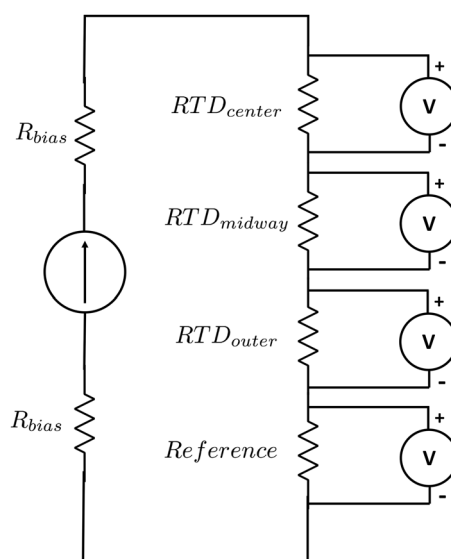 +
RTD_center
V
R_bias
-
+
RTD_midway
V
-
+
RTD_outer
V
-
+
R_bias
Reference
V
-